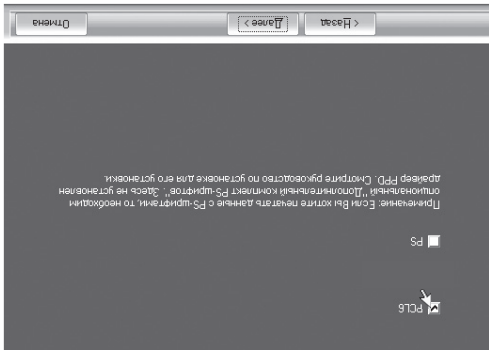 PCL6
PS
Примечание: Если Вы хотите печатать данные с PS-шрифтами, то необходим
опциональный "Дополнительный комплект PS-шрифтов". Здесь не установлен
драйвер PPD. Смотрите руководство по установке для его установки.
< Назад
Далее >
Отмена